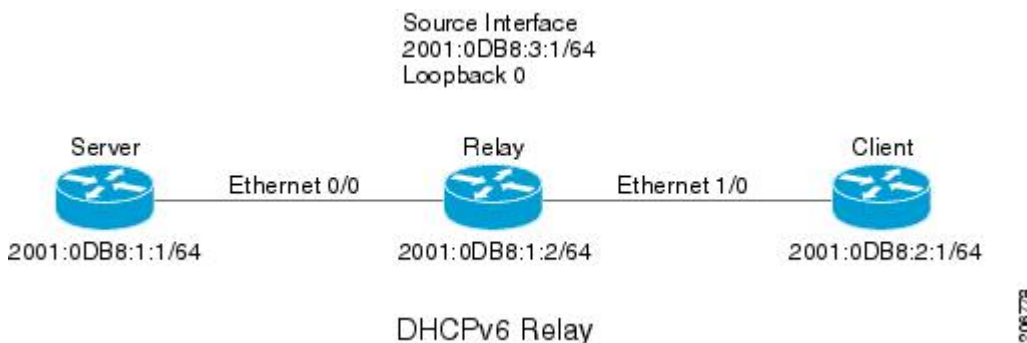 Source Interface
2001:0DB8:3:1/64
Loopback 0
Server
Relay
Client
Ethernet 0/0
Ethernet 1/0
2001:0DB8:1:1/64
2001:0DB8:1:2/64
2001:0DB8:2:1/64
DHCPv6 Relay
206778